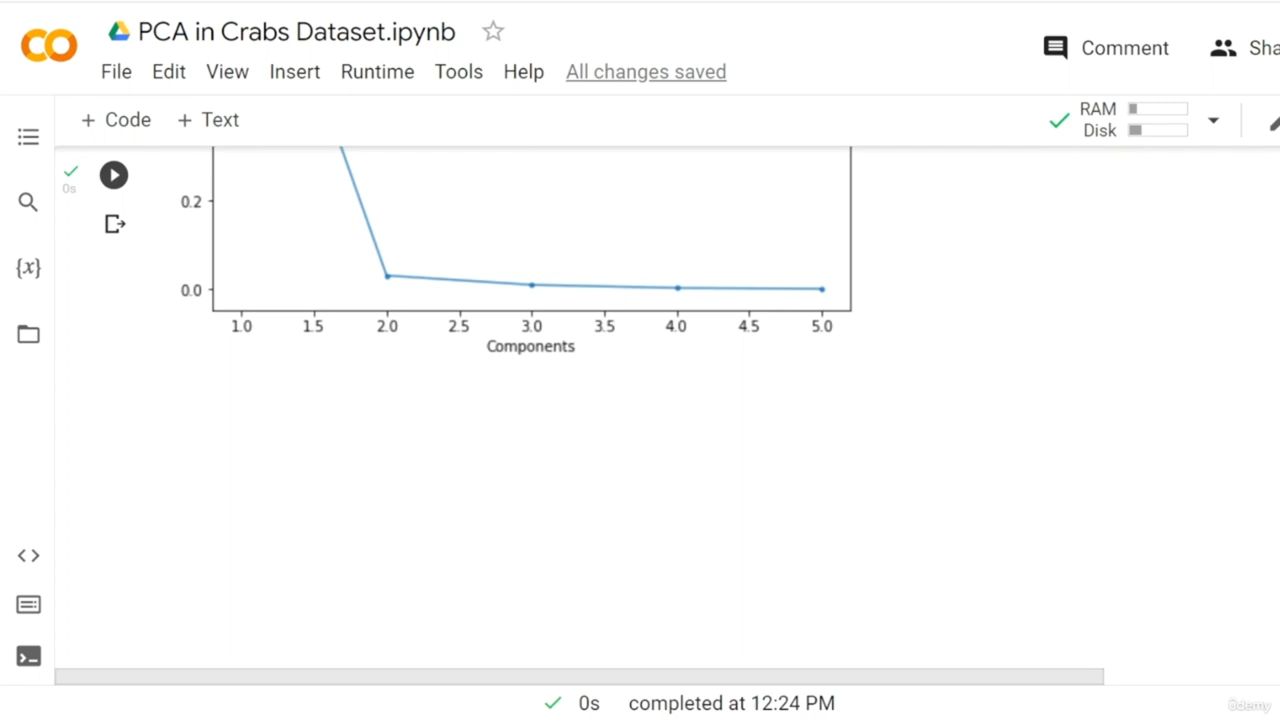 PCA in Crabs Dataset.ipynb
File Edit View Insert Runtime Tools Help All changes saved
Comment
Sha
+ Code + Text
RAM
Disk
0s
0.2
0.0
1.0 1.5 2.0 2.5 3.0 3.5 4.0 4.5 5.0
Components
{x}
0s completed at 12:24 PM
ûdemy